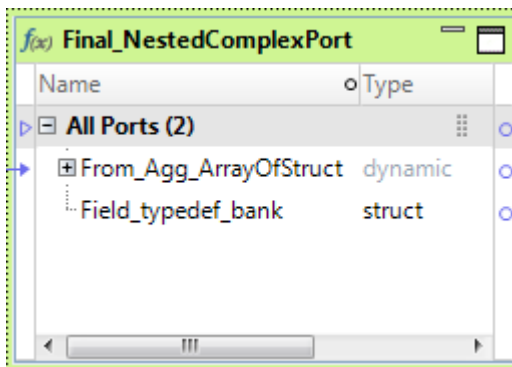 f(x) Final_NestedComplexPort
Name Type
All Ports (2)
From_Agg_ArrayOfStruct dynamic
Field_typedef_bank struct